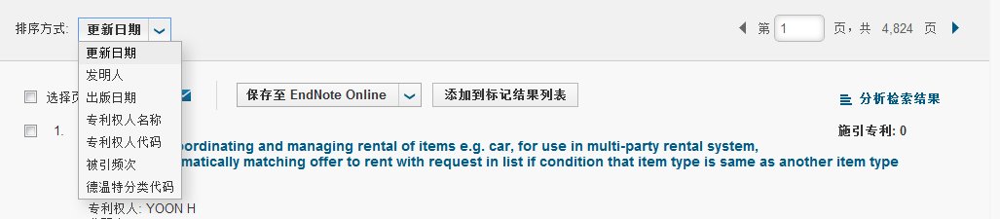 排序方式: 更新日期
第 1 页，共 4,824 页
更新日期
发明人
出版日期
专利权人名称
专利权人代码
被引频次
德温特分类代码
选择页
保存至 EndNote Online
添加到标记结果列表
分析检索结果
1.
施引专利: 0
ordinating and managing rental of items e.g. car, for use in multi-party rental system,
matically matching offer to rent with request in list if condition that item type is same as another item type
专利权人: YOON H